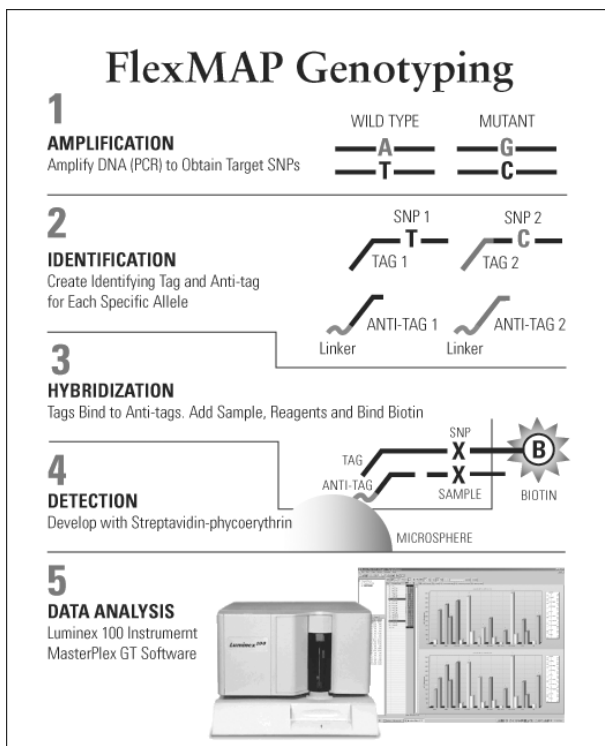 FlexMAP Genotyping
1
AMPLIFICATION
Amplify DNA (PCR) to Obtain Target SNPs
WILD TYPE
MUTANT
A
G
T
C
2
IDENTIFICATION
Create Identifying Tag and Anti-tag
for Each Specific Allele
SNP 1
SNP 2
T
C
TAG 1
TAG 2
ANTI-TAG 1
ANTI-TAG 2
Linker
Linker
3
HYBRIDIZATION
Tags Bind to Anti-tags. Add Sample, Reagents and Bind Biotin
SNP
TAG
X
B
ANTI-TAG
X
SAMPLE
BIOTIN
4
DETECTION
Develop with Streptavidin-phycoerythrin
MICROSPHERE
5
DATA ANALYSIS
Luminex 100 Instrumernt
MasterPlex GT Software
Luminex 100